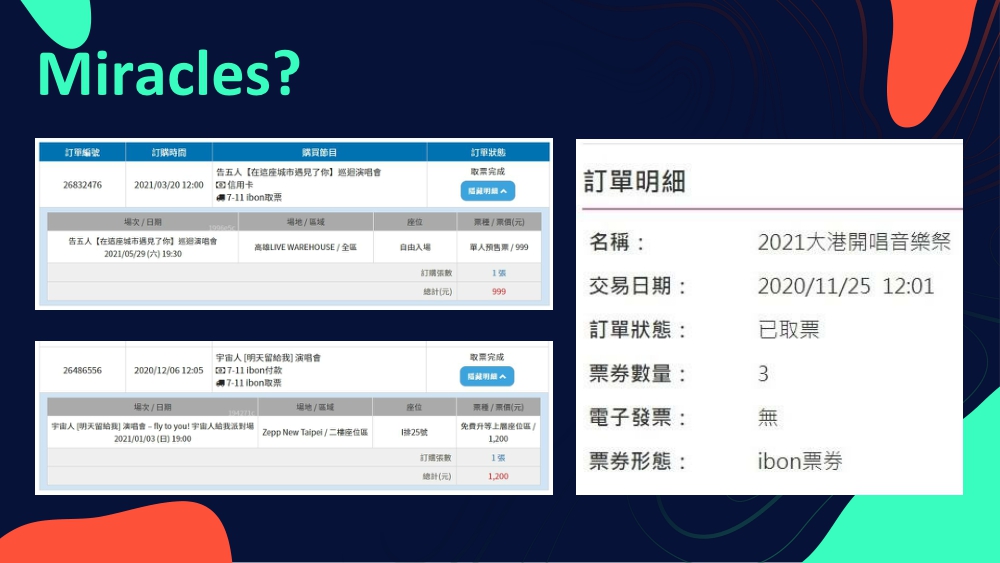 Miracles?
訂單編號 訂購時間 購買節目 訂單狀態
26832476 2021/03/20 12:00 告五人【在這座城市遇見了你】巡迴演唱會 取票完成
信用卡 隱藏明細
7-11 ibon取票
場次 / 日期 場地 / 區域 座位 票種 / 票價(元)
告五人【在這座城市遇見了你】巡迴演唱會
2021/05/29 (六) 19:30 高雄LIVE WAREHOUSE / 全區 自由入場 單人預售票 / 999
訂購張數 1 張
總計(元) 999
26486556 2020/12/06 12:05 宇宙人 [明天留給我] 演唱會 取票完成
7-11 ibon付款 隱藏明細
7-11 ibon取票
場次 / 日期 場地 / 區域 座位 票種 / 票價(元)
宇宙人 [明天留給我] 演唱會 – fly to you! 宇宙人給我派對場
2021/01/03 (日) 19:00 Zepp New Taipei / 二樓座位區 I排25號 免費升等上層座位區 /
1,200
訂購張數 1 張
總計(元) 1,200
訂單明細
名稱： 2021大港開唱音樂祭
交易日期： 2020/11/25 12:01
訂單狀態： 已取票
票券數量： 3
電子發票： 無
票券形態： ibon票券